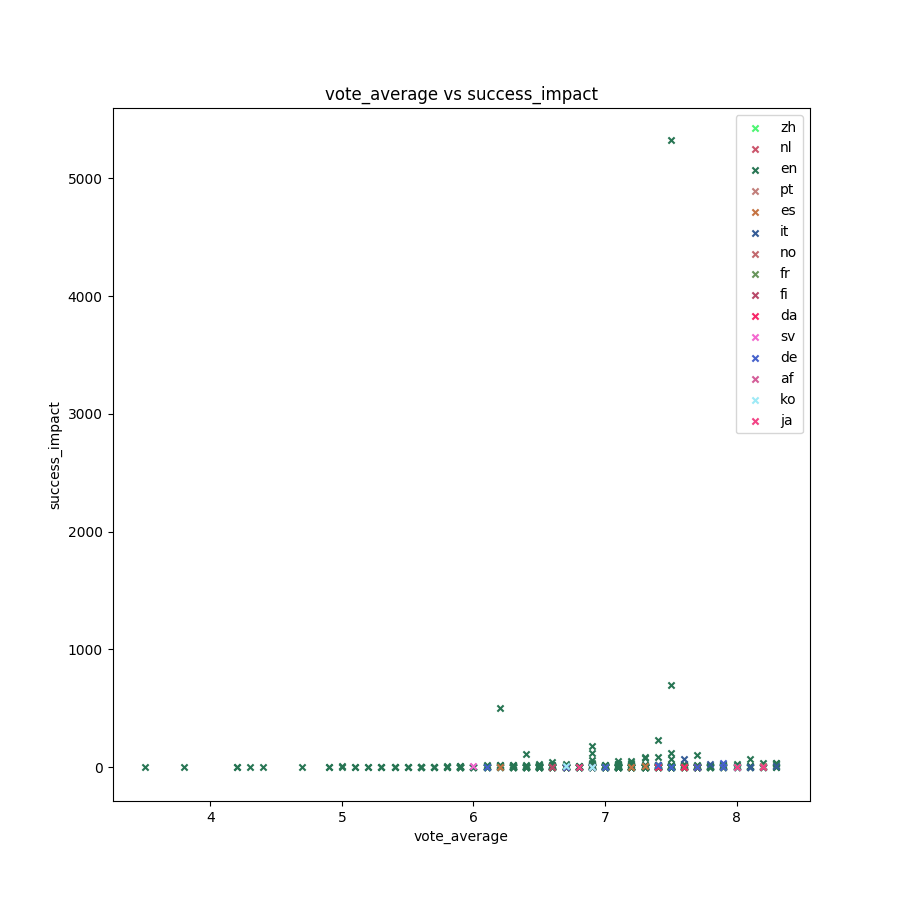 vote_average vs success_impact
zh
nl
en
pt
es
it
no
fr
fi
da
sv
de
af
ko
ja
5000
4000
3000
2000
1000
0
success_impact
4 5 6 7 8
vote_average